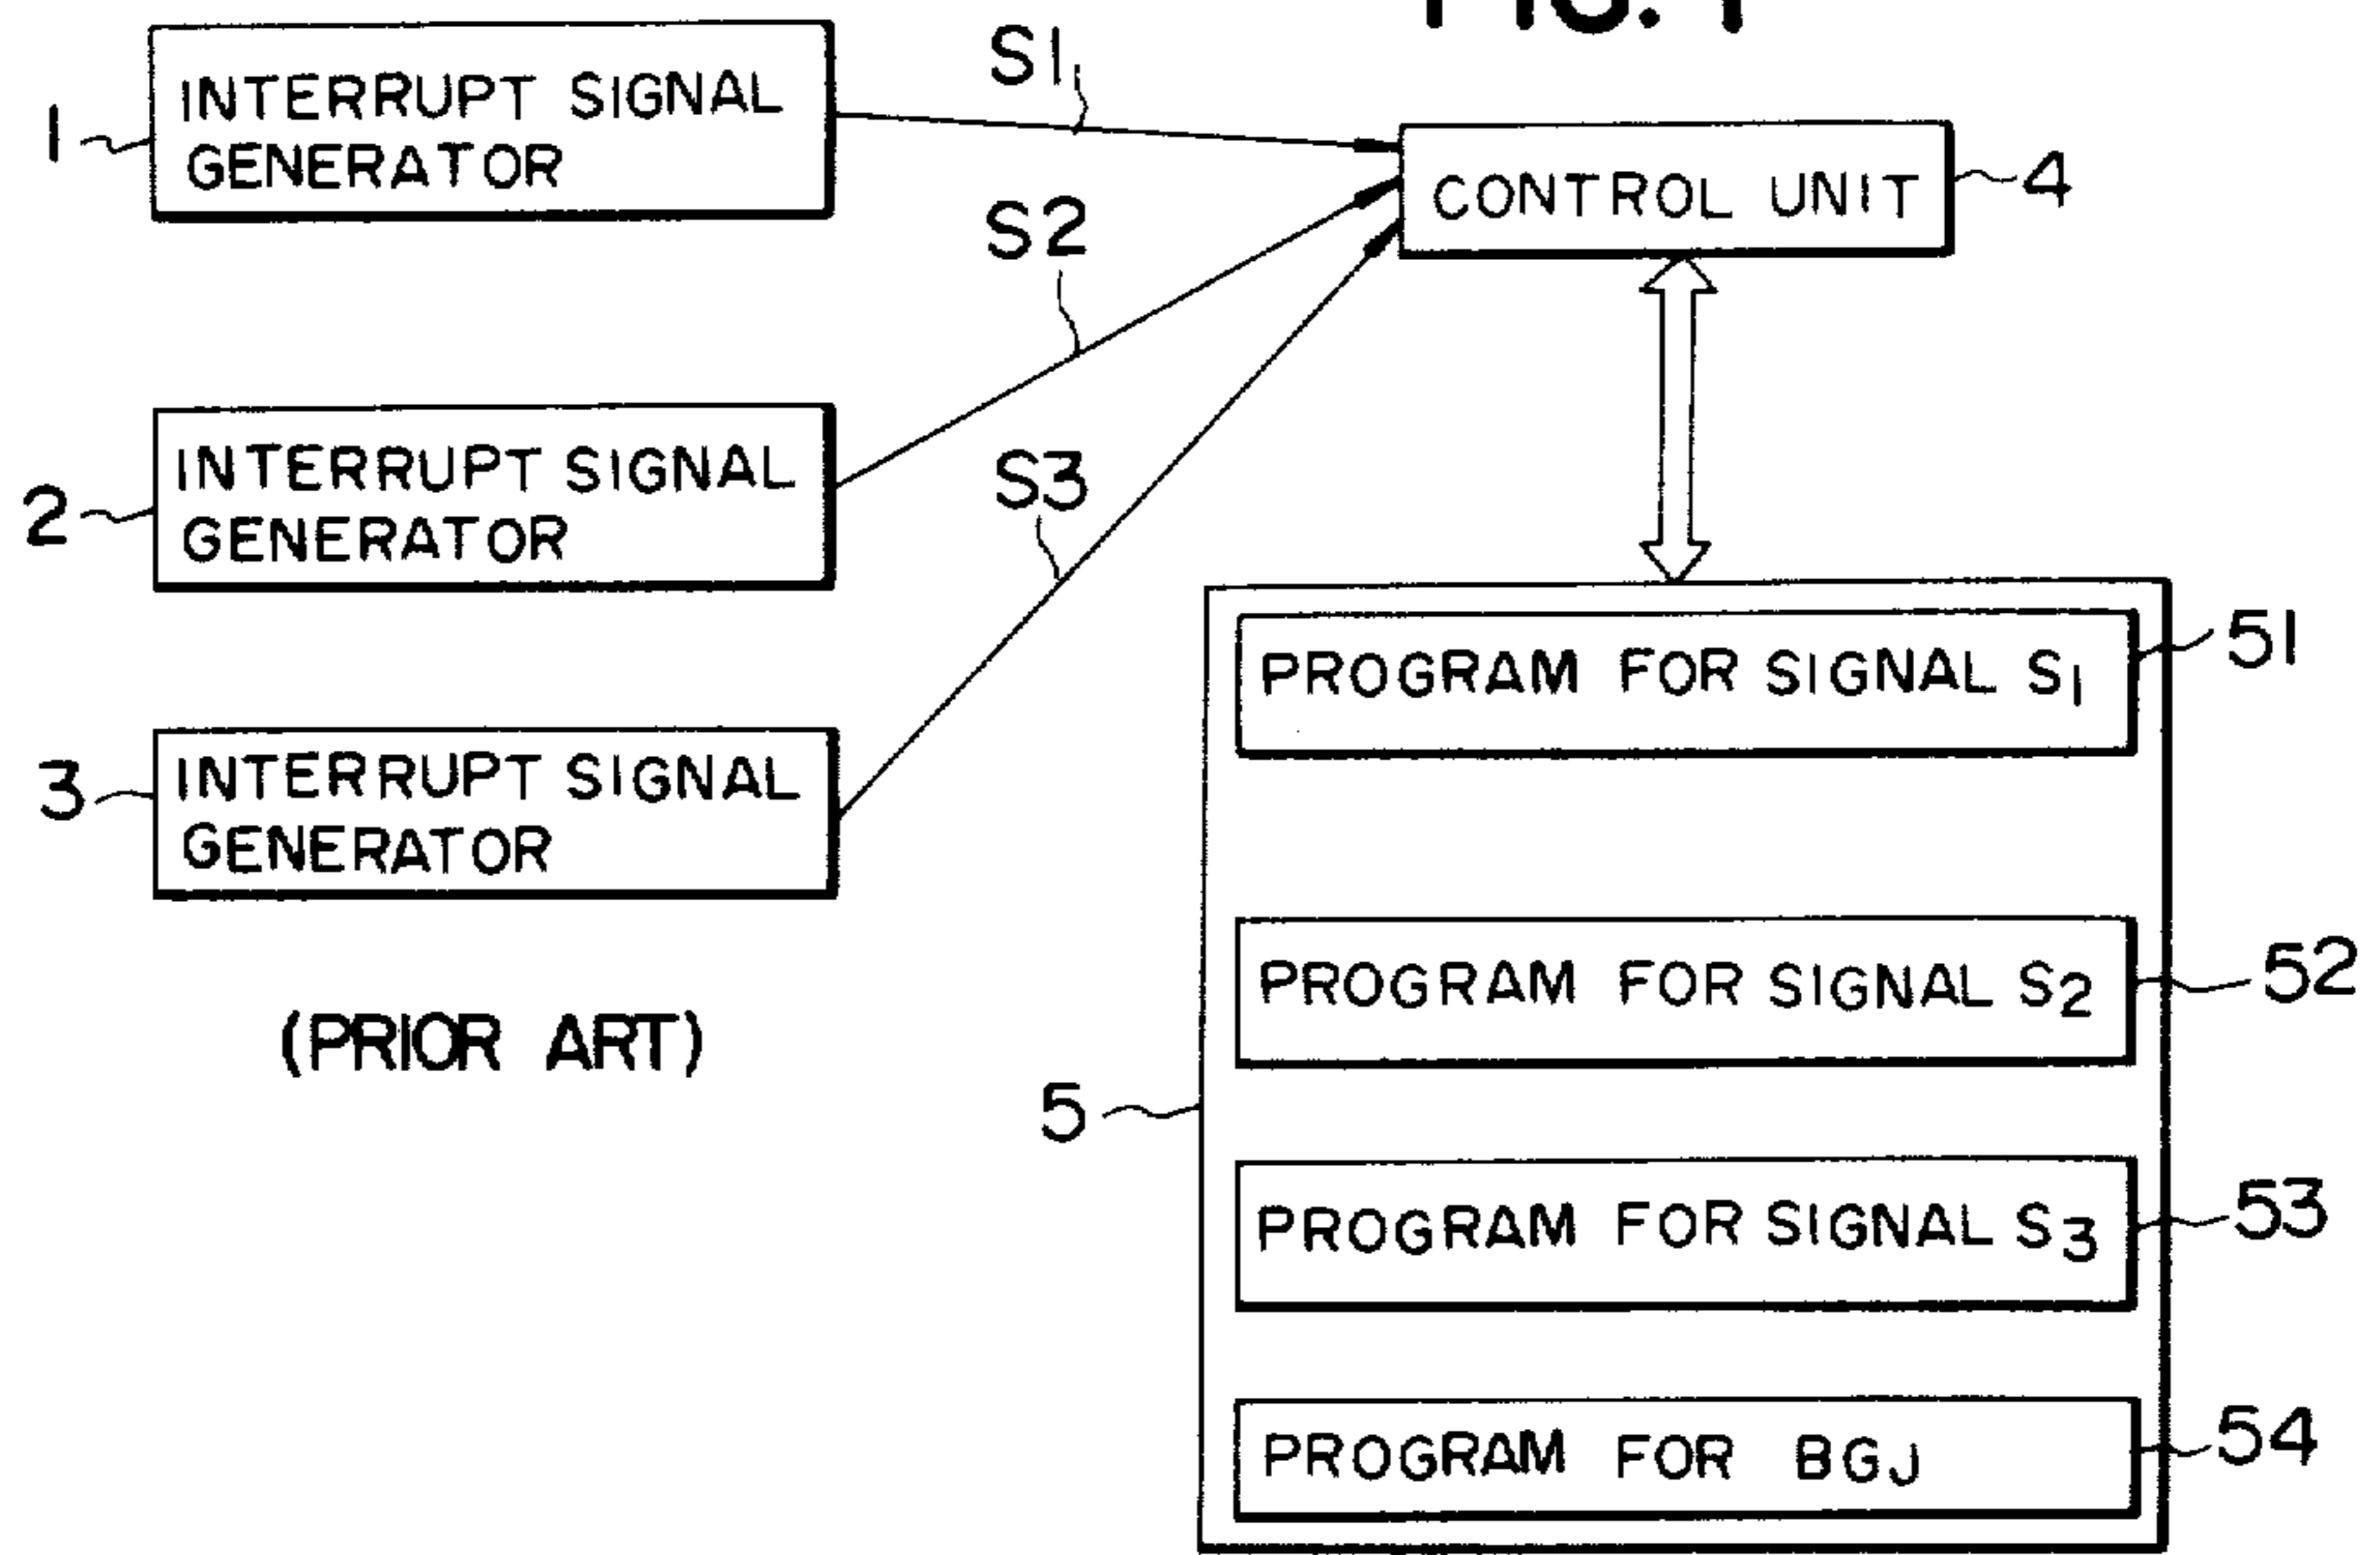 FIG. 1
1
INTERRUPT SIGNAL
GENERATOR
S1
CONTROL UNIT
4
S2
2
INTERRUPT SIGNAL
GENERATOR
S3
3
INTERRUPT SIGNAL
GENERATOR
(PRIOR ART)
5
PROGRAM FOR SIGNAL S1
51
PROGRAM FOR SIGNAL S2
52
PROGRAM FOR SIGNAL S3
53
PROGRAM FOR BGJ
54